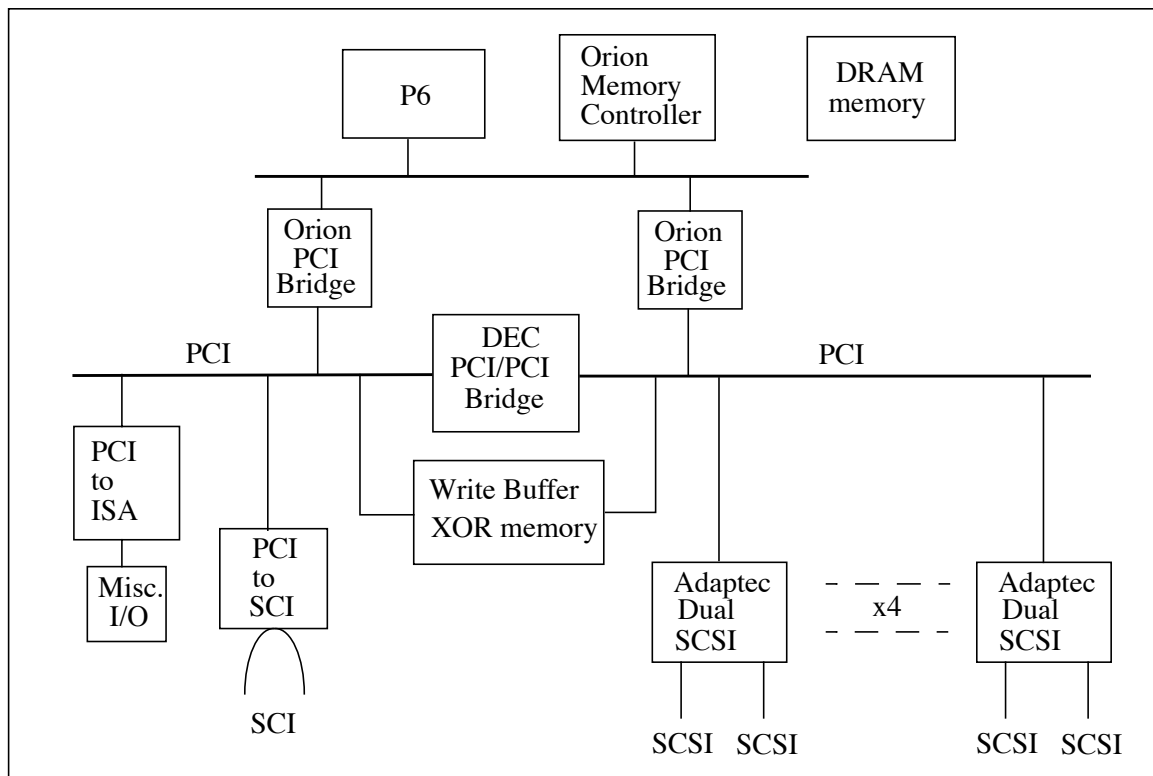 P6
Orion
Memory
Controller
DRAM
memory
Orion
PCI
Bridge
Orion
PCI
Bridge
PCI
DEC
PCI/PCI
Bridge
PCI
PCI
to
ISA
Write Buffer
XOR memory
PCI
to
SCI
Misc.
I/O
Adaptec
Dual
SCSI
x4
Adaptec
Dual
SCSI
SCI
SCSI
SCSI
SCSI
SCSI